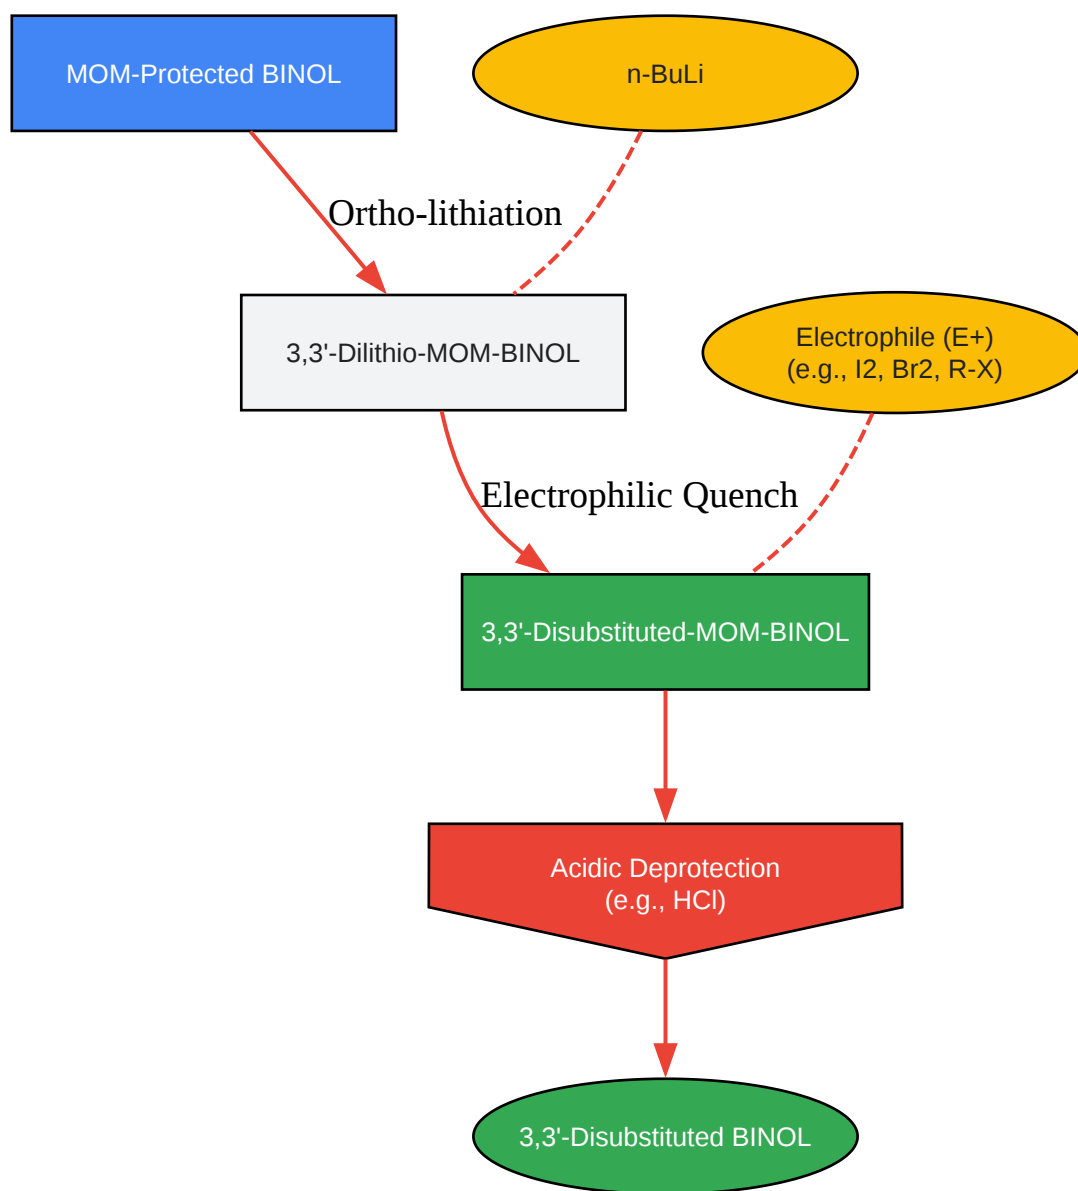 MOM-Protected BINOL
n-BuLi
Ortho-lithiation
3,3'-Dilithio-MOM-BINOL
Electrophile (E+)
(e.g., I2, Br2, R-X)
Electrophilic Quench
3,3'-Disubstituted-MOM-BINOL
Acidic Deprotection
(e.g., HCl)
3,3'-Disubstituted BINOL